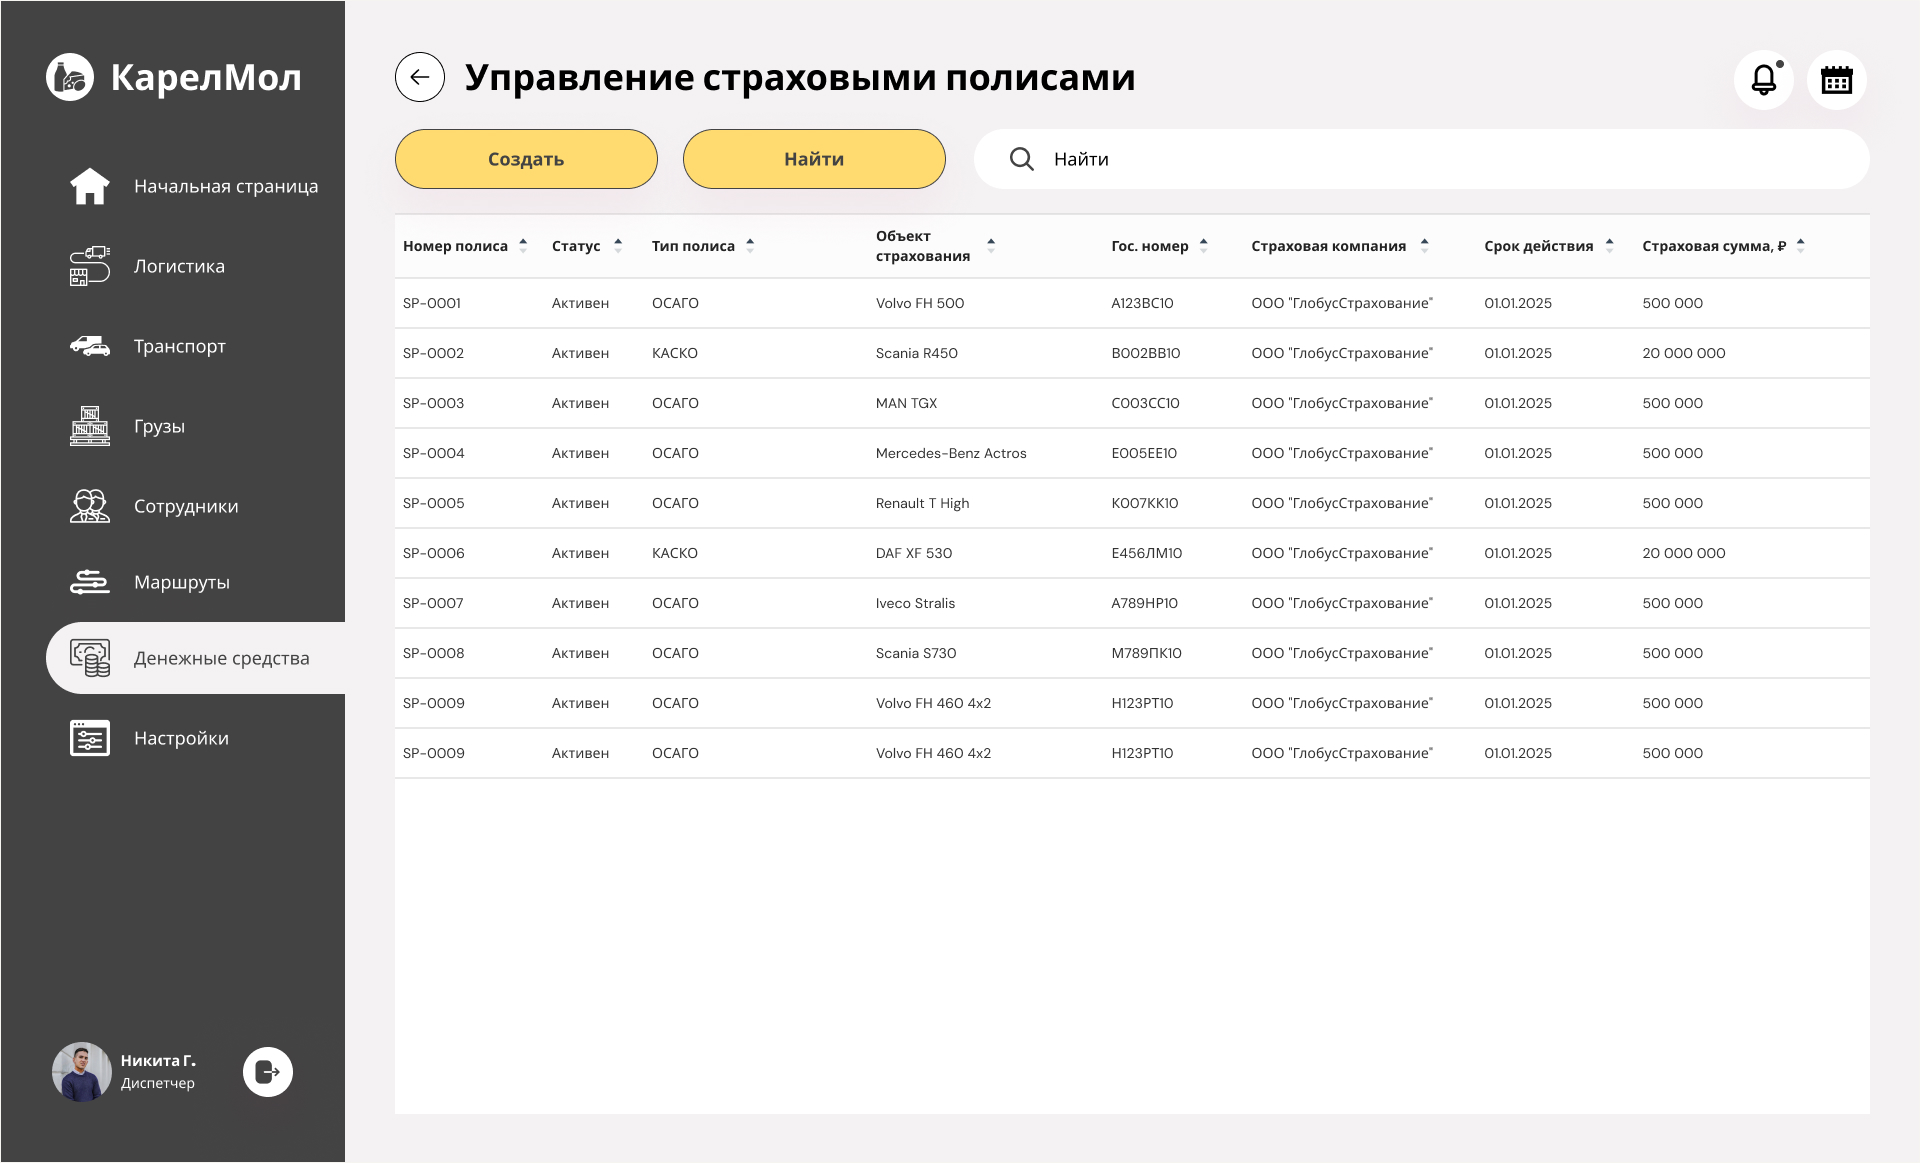 КарелМол
Начальная страница
Логистика
Транспорт
Грузы
Сотрудники
Маршруты
Денежные средства
Настройки
Никита Г.
Диспетчер
Управление страховыми полисами
Создать
Найти
Найти
Номер полиса Статус Тип полиса Объект страхования Гос. номер Страховая компания Срок действия Страховая сумма, ₽
SP-0001 Активен ОСАГО Volvo FH 500 А123ВС10 ООО "ГлобусСтрахование" 01.01.2025 500 000
SP-0002 Активен КАСКО Scania R450 В002ВВ10 ООО "ГлобусСтрахование" 01.01.2025 20 000 000
SP-0003 Активен ОСАГО MAN TGX С003СС10 ООО "ГлобусСтрахование" 01.01.2025 500 000
SP-0004 Активен ОСАГО Mercedes-Benz Actros Е005ЕЕ10 ООО "ГлобусСтрахование" 01.01.2025 500 000
SP-0005 Активен ОСАГО Renault T High К007КК10 ООО "ГлобусСтрахование" 01.01.2025 500 000
SP-0006 Активен КАСКО DAF XF 530 Е456ЛМ10 ООО "ГлобусСтрахование" 01.01.2025 20 000 000
SP-0007 Активен ОСАГО Iveco Stralis А789НР10 ООО "ГлобусСтрахование" 01.01.2025 500 000
SP-0008 Активен ОСАГО Scania S730 М789ПК10 ООО "ГлобусСтрахование" 01.01.2025 500 000
SP-0009 Активен ОСАГО Volvo FH 460 4x2 Н123РТ10 ООО "ГлобусСтрахование" 01.01.2025 500 000
SP-0009 Активен ОСАГО Volvo FH 460 4x2 Н123РТ10 ООО "ГлобусСтрахование" 01.01.2025 500 000